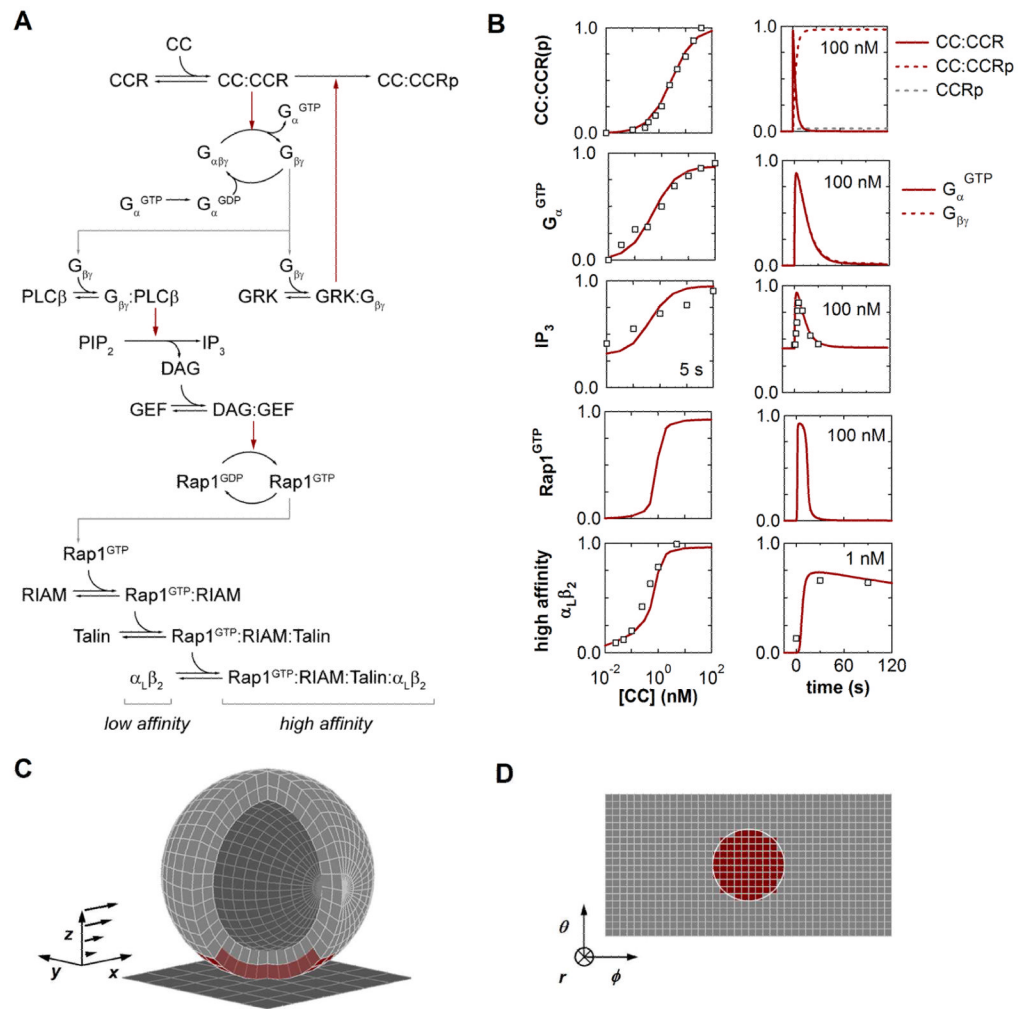 A
CC
CCR
CC:CCR
CC:CCRp
Gα^GTP
Gαβγ
Gβγ
Gα^GTP
Gα^GDP
Gβγ
Gβγ
PLCβ
Gβγ:PLCβ
GRK
GRK:Gβγ
PIP2
IP3
DAG
GEF
DAG:GEF
Rap1^GDP
Rap1^GTP
Rap1^GTP
RIAM
Rap1^GTP:RIAM
Talin
Rap1^GTP:RIAM:Talin
αLβ2
Rap1^GTP:RIAM:Talin:αLβ2
low affinity
high affinity
B
CC:CCR(p)
1.0
0.0
1.0
0.0
100 nM
CC:CCR
CC:CCRp
CCRp
Gα^GTP
1.0
0.0
1.0
0.0
100 nM
Gα^GTP
Gβγ
IP3
1.0
0.0
5 s
1.0
0.0
100 nM
Rap1^GTP
1.0
0.0
1.0
0.0
100 nM
high affinity
αLβ2
1.0
0.0
10^-2
10^0
10^2
[CC] (nM)
1.0
0.0
1 nM
0
60
120
time (s)
C
z
y
x
D
θ
r
ϕ